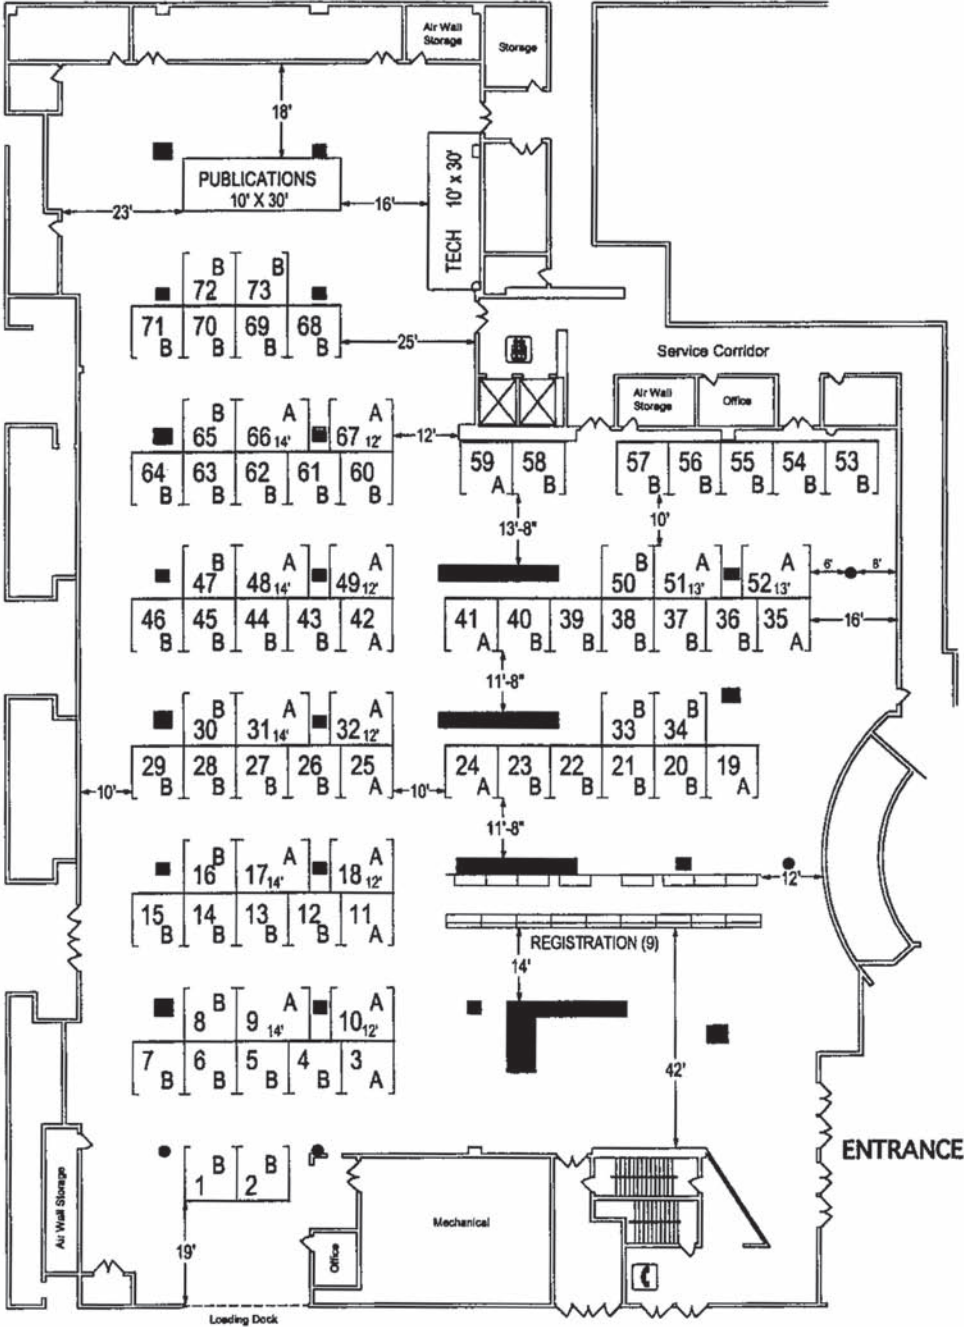 Air Wall
Storage
Storage
18'
PUBLICATIONS
10' X 30'
TECH 10' x 30'
23'
16'
B B
72 73
71 70 69 68
B B B B
25'
Service Corridor
Air Wall
Storage
Office
B A A
65 66 14' 67 12'
12'
64 63 62 61 60
B B B B B
59 58
A B
57 56 55 54 53
B B B B B
13'-8"
10'
B A A
47 48 14' 49 12'
B A A
50 51 13' 52 13'
6' 8'
46 45 44 43 42
B B B B A
41 40 39 38 37 36 35
A B B B B B A
16'
11'-8"
B A A
30 31 14' 32 12'
B B
33 34
29 28 27 26 25
B B B B A
24 23 22 21 20 19
A B B B B A
10'
10'
11'-8"
B A A
16 17 14' 18 12'
12'
15 14 13 12 11
B B B B A
REGISTRATION (9)
14'
B A A
8 9 14' 10 12'
7 6 5 4 3
B B B B A
42'
ENTRANCE
B B
1 2
Air Wall Storage
Mechanical
19'
Office
Loading Dock